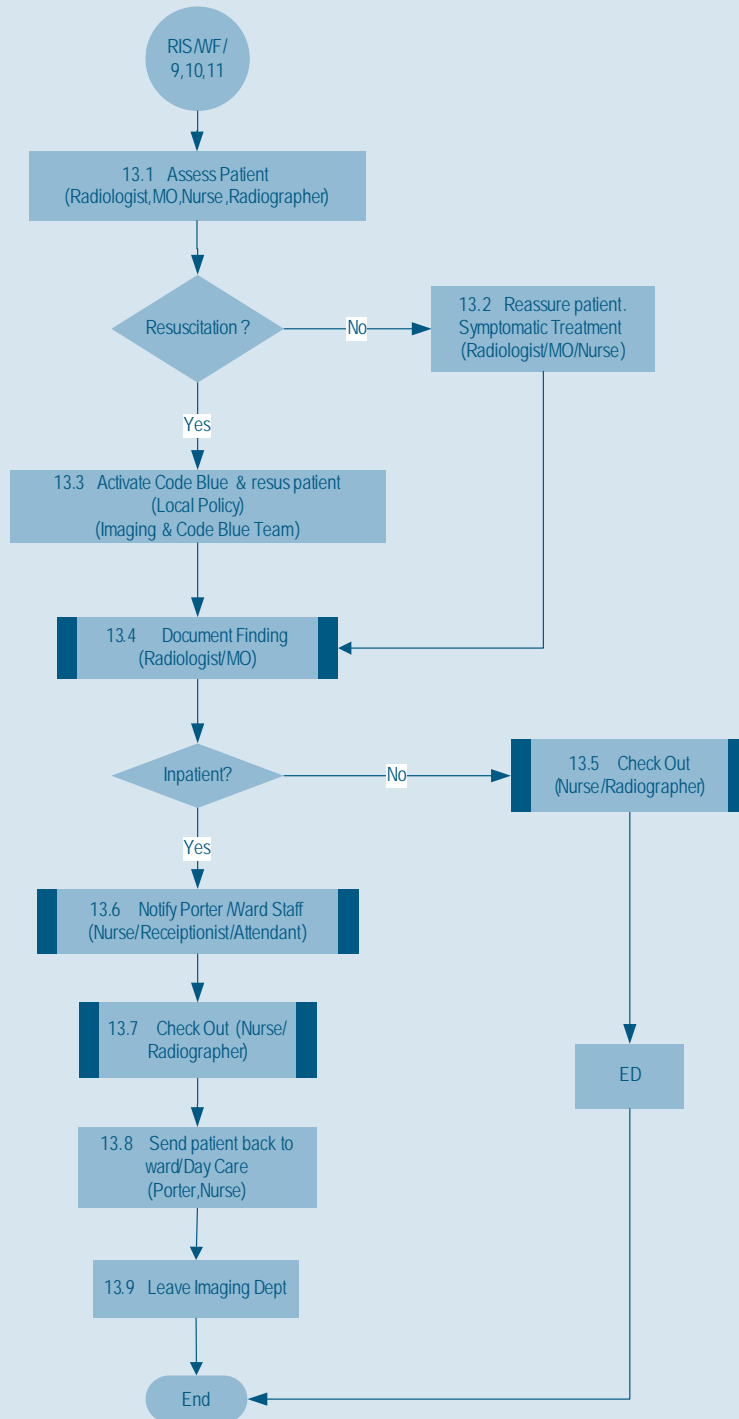 RIS/WF/
9,10,11
13.1 Assess Patient
(Radiologist,MO,Nurse,Radiographer)
Resuscitation ?
No
13.2 Reassure patient.
Symptomatic Treatment
(Radiologist/MO/Nurse)
Yes
13.3 Activate Code Blue & resus patient
(Local Policy)
(Imaging & Code Blue Team)
13.4 Document Finding
(Radiologist/MO)
Inpatient?
No
13.5 Check Out
(Nurse/Radiographer)
Yes
13.6 Notify Porter /Ward Staff
(Nurse/Receiptionist/Attendant)
13.7 Check Out (Nurse/
Radiographer)
ED
13.8 Send patient back to
ward/Day Care
(Porter,Nurse)
13.9 Leave Imaging Dept
End